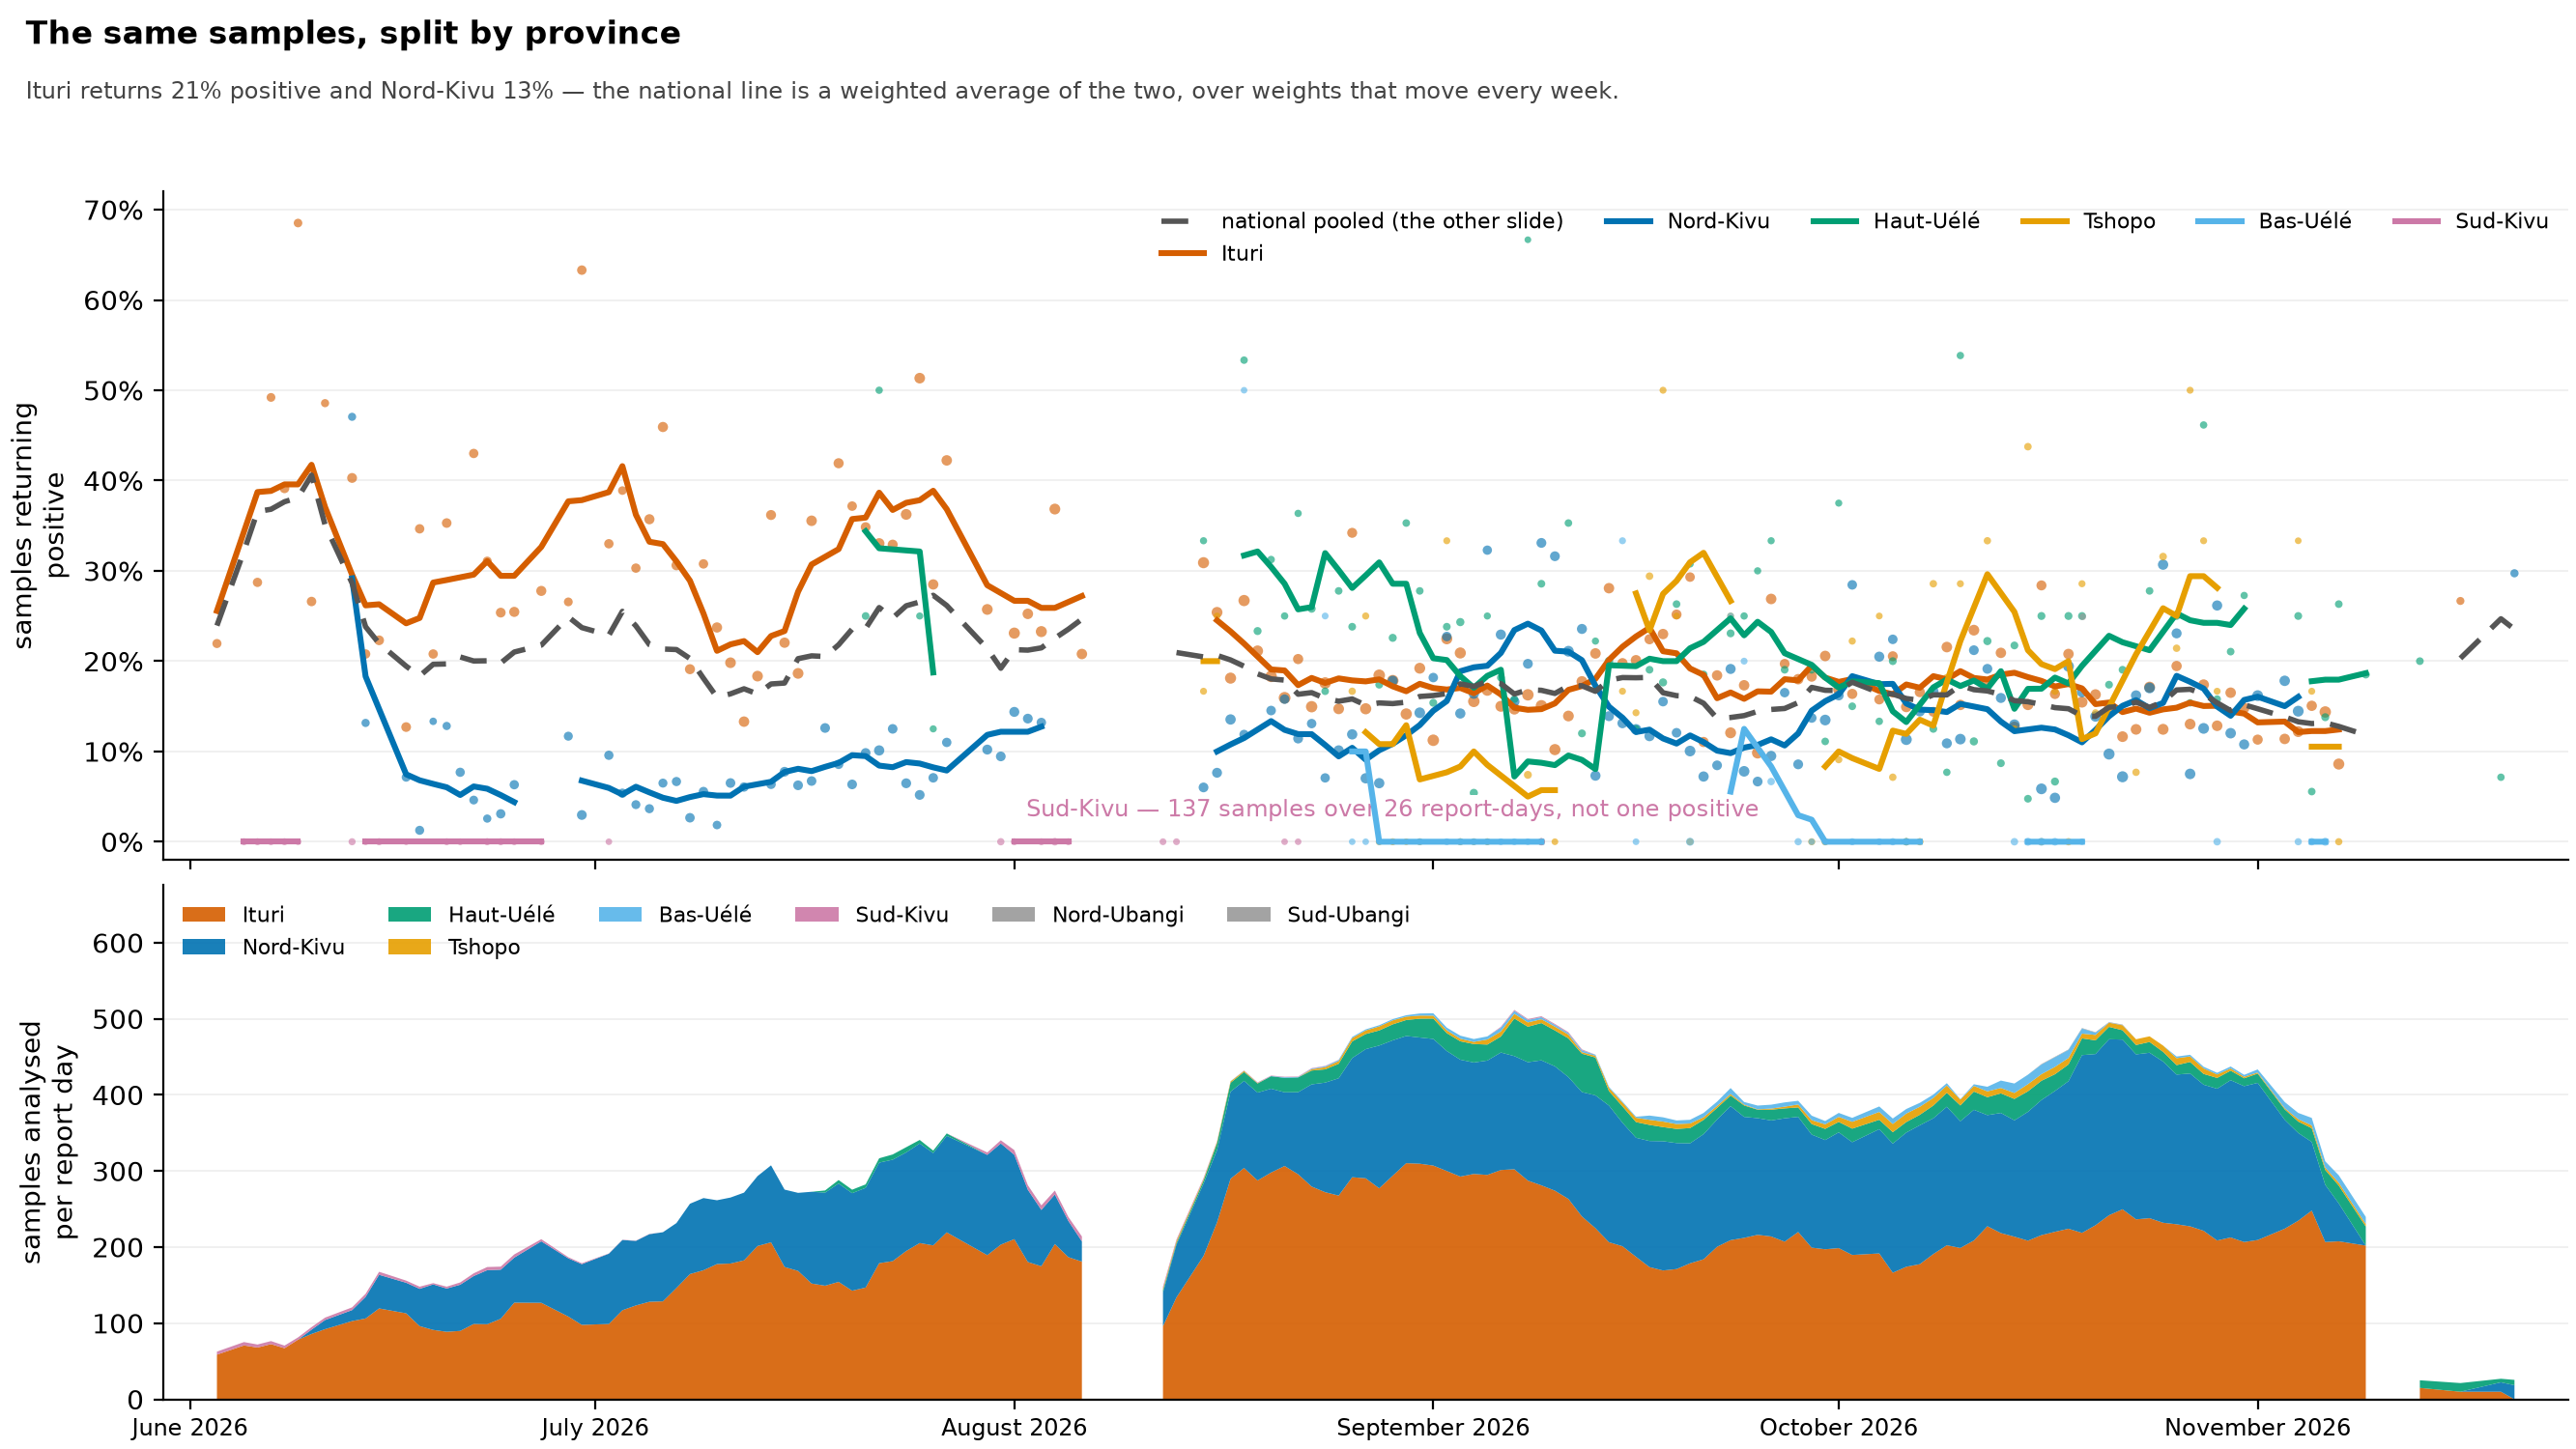 The same samples, split by province
Ituri returns 21% positive and Nord-Kivu 13% — the national line is a weighted average of the two, over weights that move every week.
samples returning
positive
70%
60%
50%
40%
30%
20%
10%
0%
national pooled (the other slide)
Ituri
Nord-Kivu
Haut-Uélé
Tshopo
Bas-Uélé
Sud-Kivu
Sud-Kivu — 137 samples over 26 report-days, not one positive
samples analysed
per report day
600
500
400
300
200
100
0
Ituri
Nord-Kivu
Haut-Uélé
Tshopo
Bas-Uélé
Sud-Kivu
Nord-Ubangi
Sud-Ubangi
June 2026
July 2026
August 2026
September 2026
October 2026
November 2026